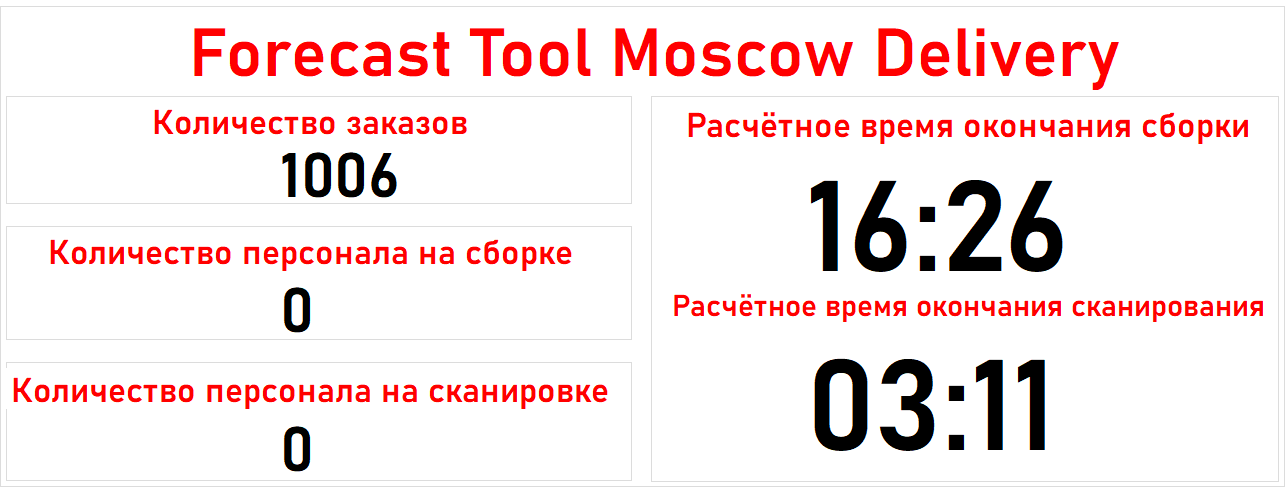 Forecast Tool Moscow Delivery
Количество заказов
1006
Количество персонала на сборке
0
Количество персонала на сканировке
0
Расчётное время окончания сборки
16:26
Расчётное время окончания сканирования
03:11